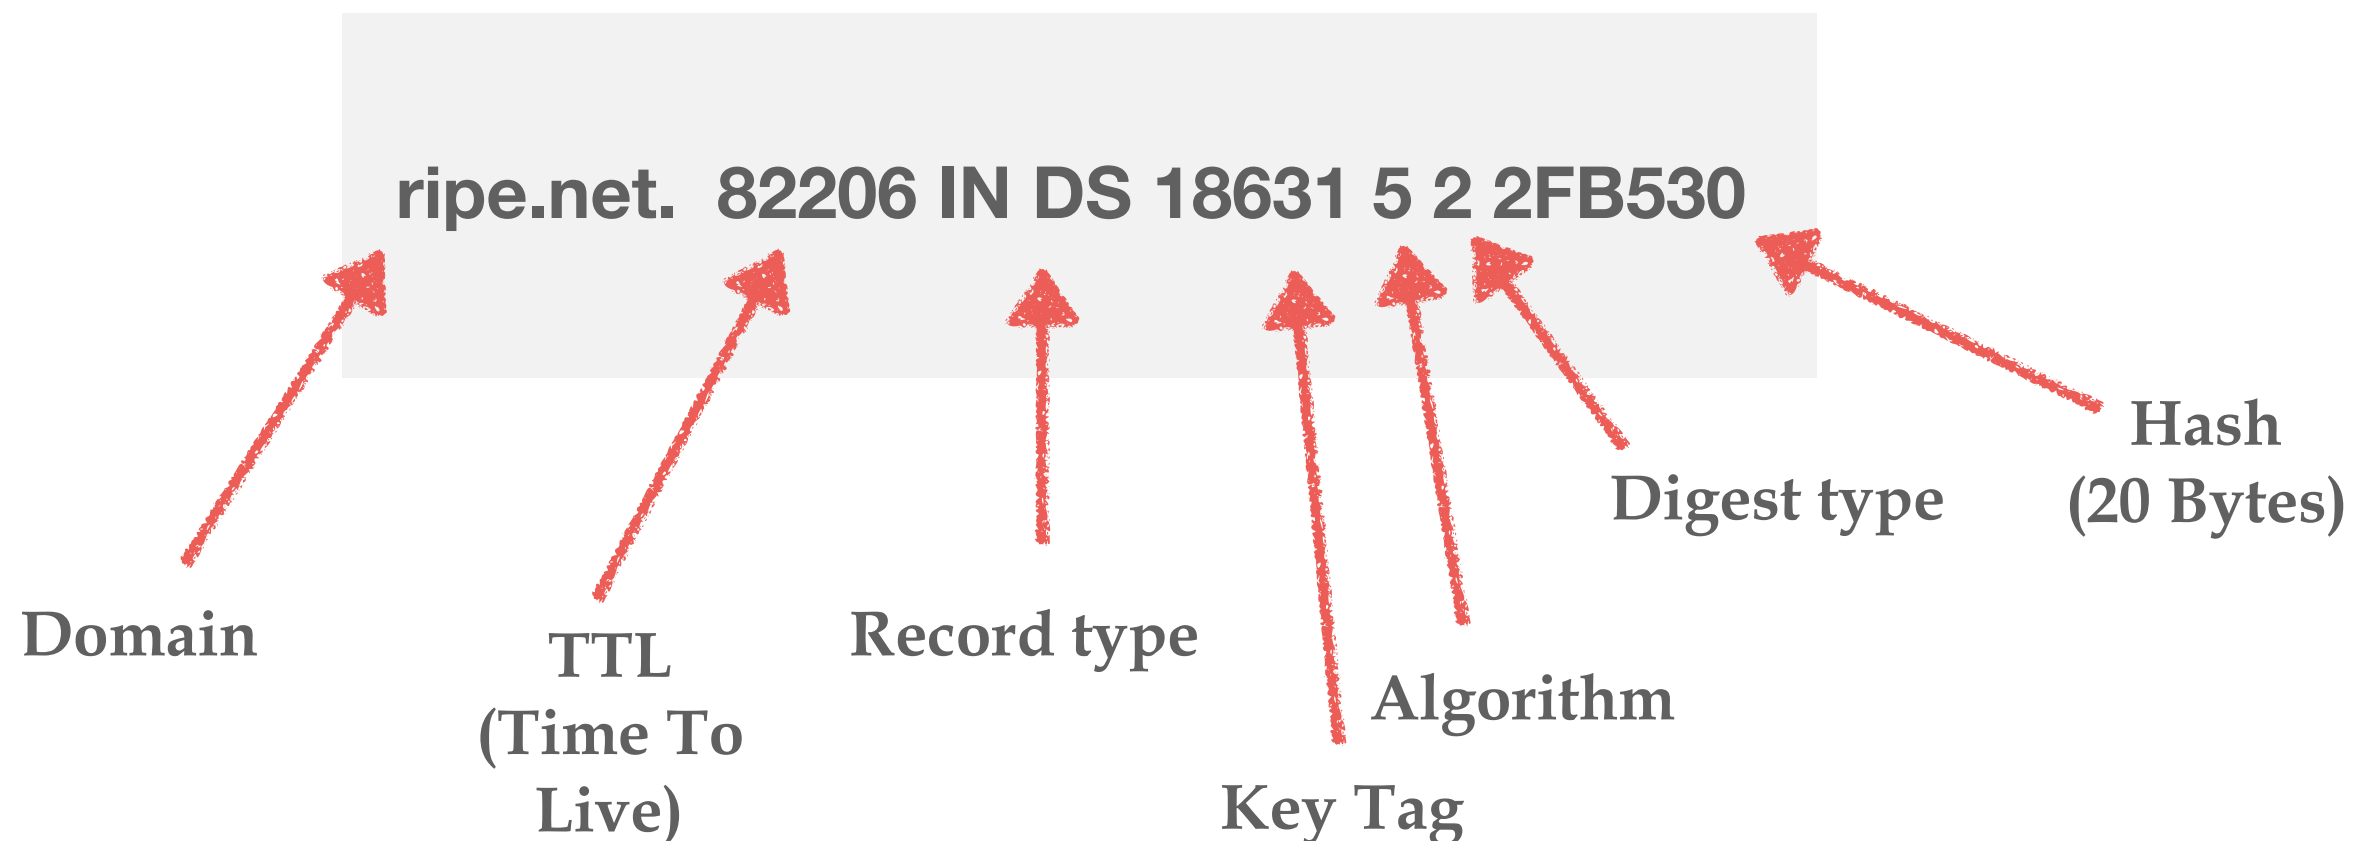 ripe.net. 82206 IN DS 18631 5 2 2FB530
Domain
TTL
(Time To
Live)
Record type
Key Tag
Algorithm
Digest type
Hash
(20 Bytes)